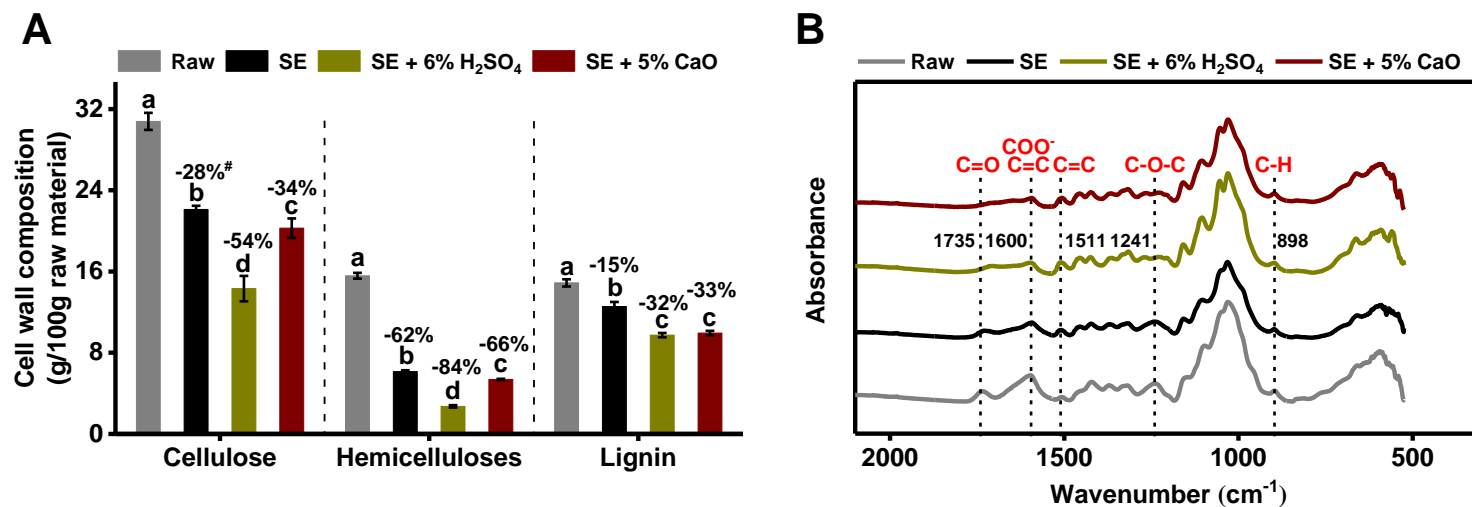 A
Raw SE SE + 6% H₂SO₄ SE + 5% CaO
Cell wall composition
(g/100g raw material)
32
24
16
8
0
a
-28%#
b
-54%
d
-34%
c
a
-62%
b
-84%
d
-66%
c
a
-15%
b
-32%
c
-33%
c
Cellulose Hemicelluloses Lignin
B
Raw SE SE + 6% H₂SO₄ SE + 5% CaO
Absorbance
COO⁻
C=O C=C C=C C-O-C C-H
1735 1600 1511 1241 898
2000 1500 1000 500
Wavenumber (cm⁻¹)